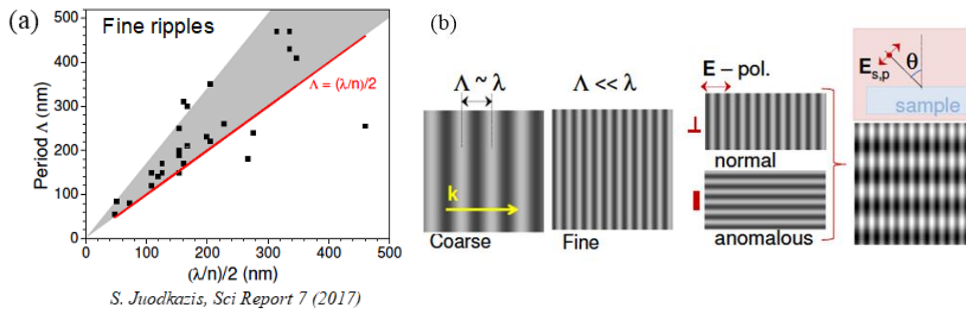 (a)
Fine ripples
Period Λ (nm)
500
400
300
200
100
0
Λ = (λ/n)/2
0 100 200 300 400 500
(λ/n)/2 (nm)
S. Juodkazis, Sci Report 7 (2017)
(b)
Λ ~ λ
k
Coarse
Λ << λ
Fine
E – pol.
⊥
normal
anomalous
E s,p
θ
sample